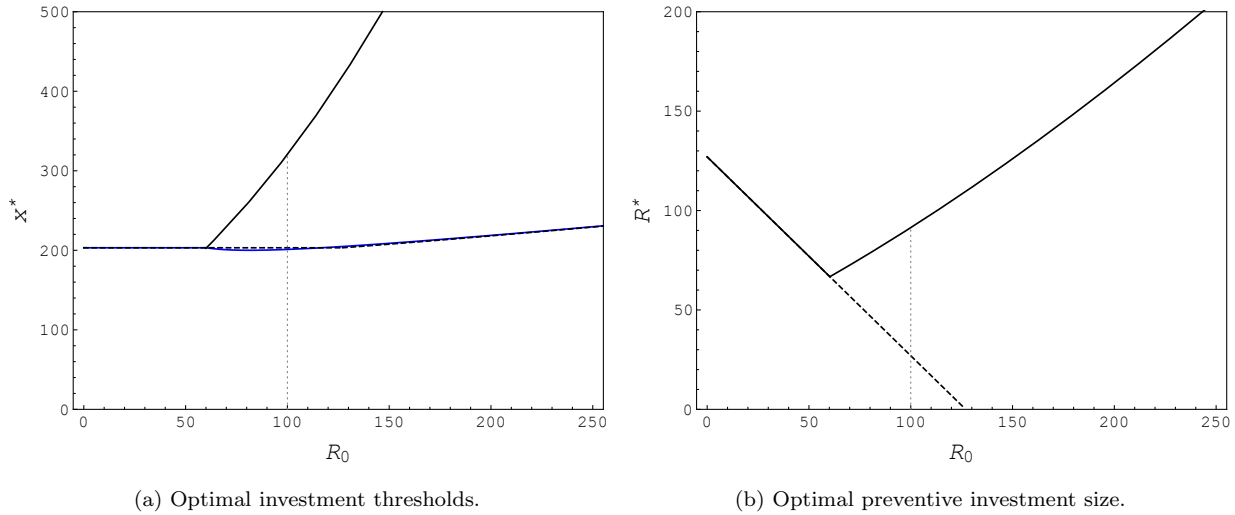 500
400
300
200
100
0
x*
0 50 100 150 200 250
R0
(a) Optimal investment thresholds.
200
150
100
50
0
R*
0 50 100 150 200 250
R0
(b) Optimal preventive investment size.